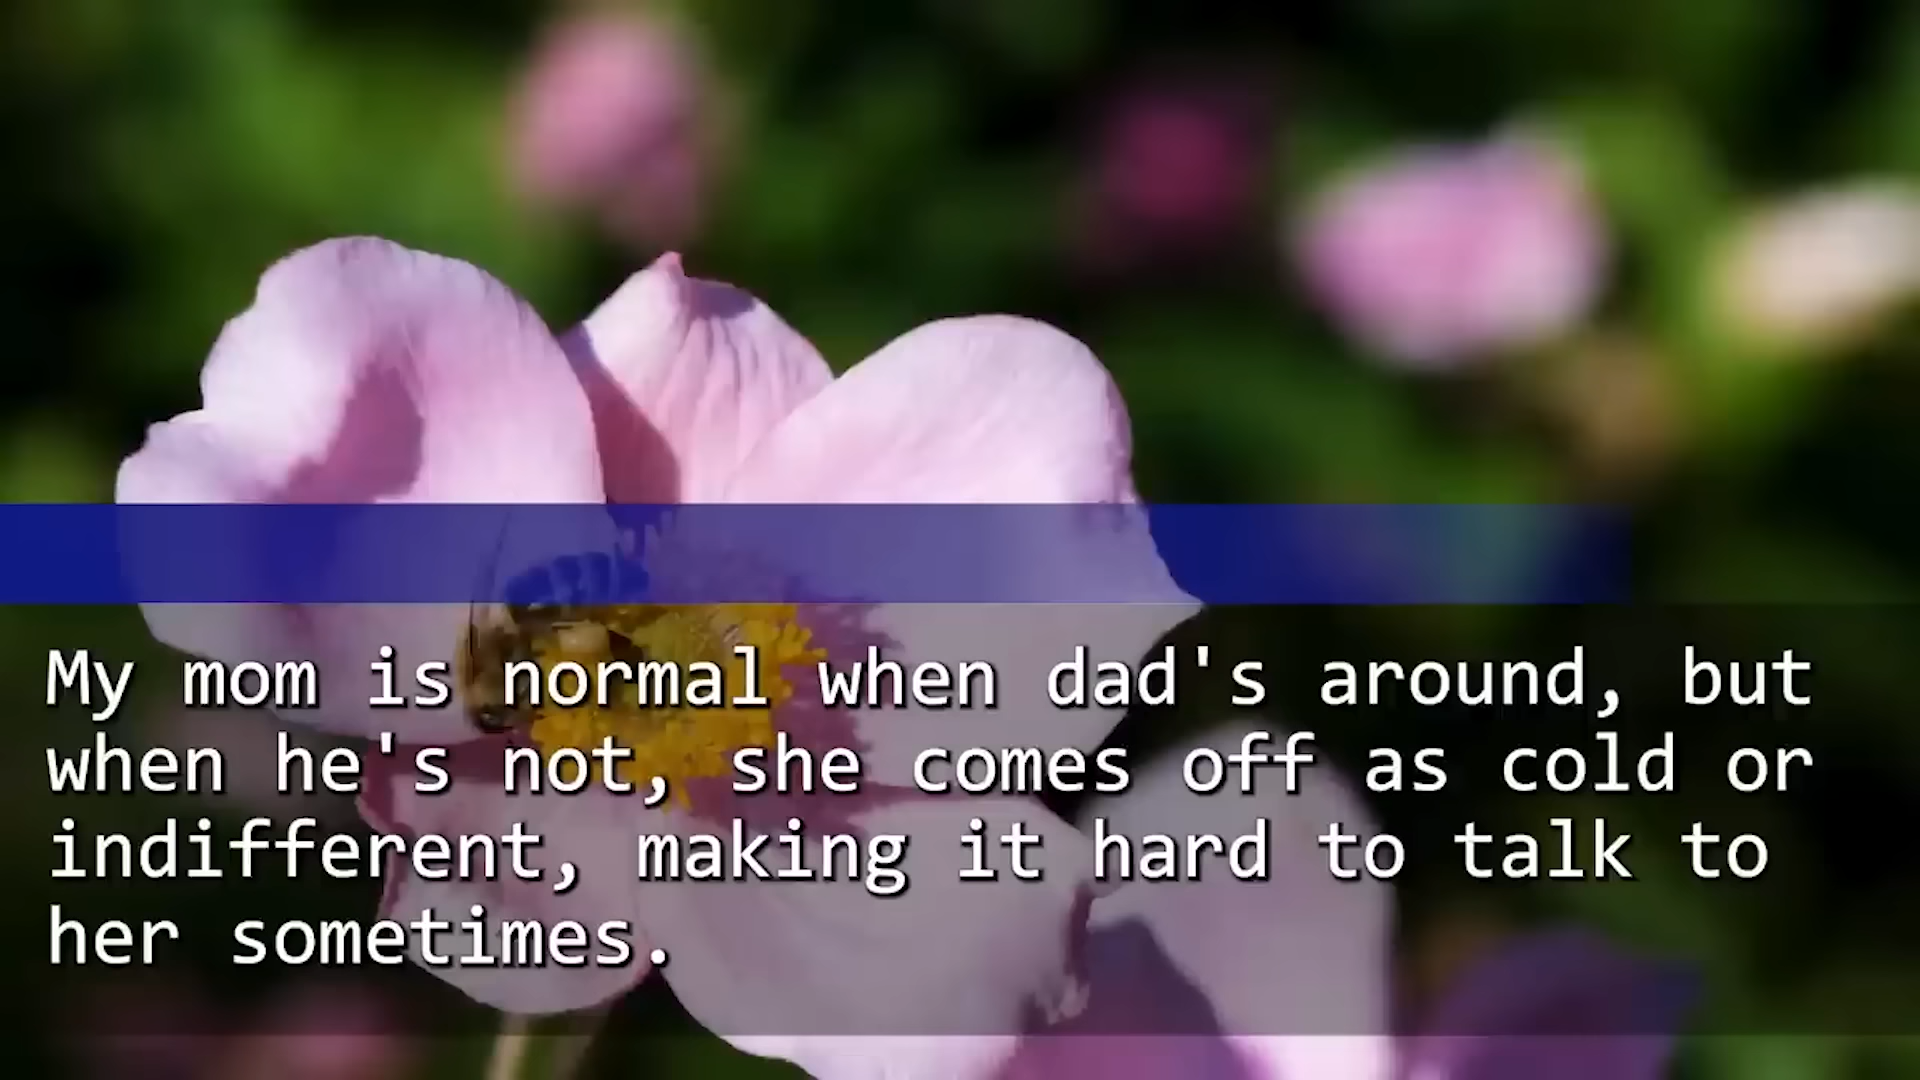 My mom is normal when dad's around, but
when he's not, she comes off as cold or
indifferent, making it hard to talk to
her sometimes.